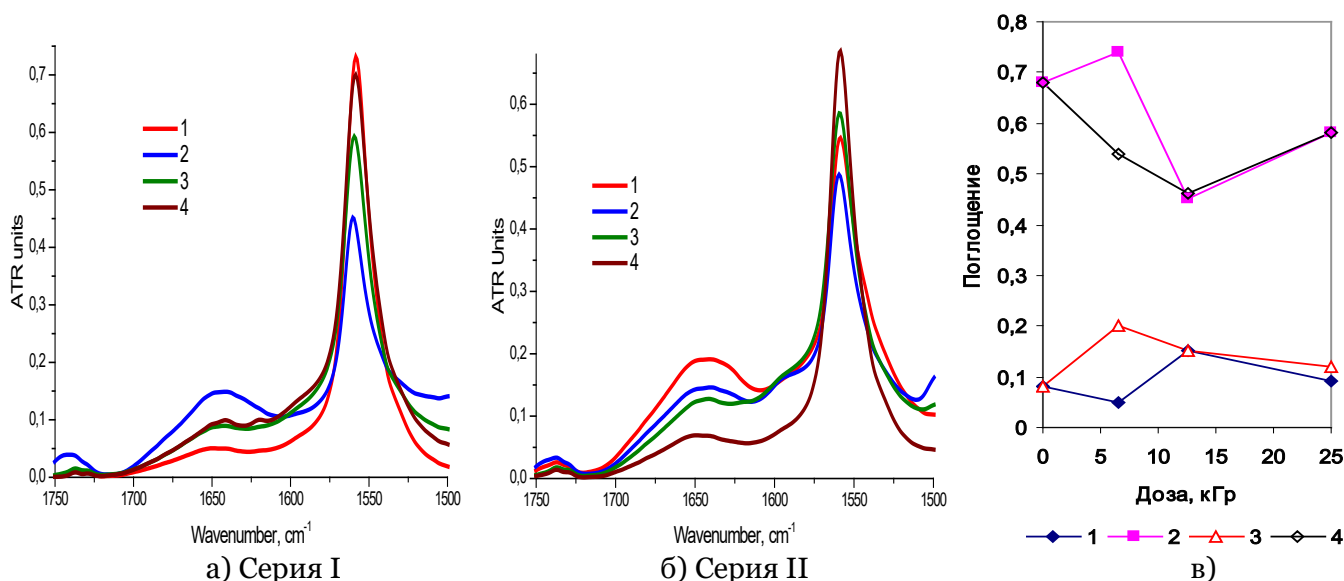 0,7
0,6
0,5
0,4
0,3
0,2
0,1
0,0
ATR units
1
2
3
4
1750 1700 1650 1600 1550 1500
Wavenumber, cm⁻¹
а) Серия I
0,6
0,5
0,4
0,3
0,2
0,1
0,0
ATR Units
1
2
3
4
1750 1700 1650 1600 1550 1500
Wavenumber, cm⁻¹
б) Серия II
0,8
0,7
0,6
0,5
0,4
0,3
0,2
0,1
0
Поглощение
0 5 10 15 20 25
Доза, кГр
1 2 3 4
в)